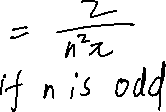 = 2 / n²π
if n is odd